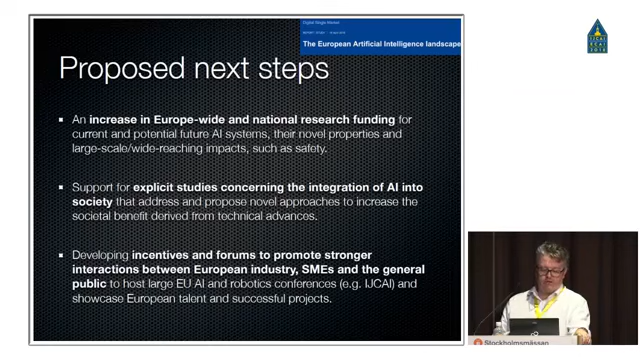 Digital Single Market
The European Artificial Intelligence landscape
IJCAI
ECAI
2018
Proposed next steps
An increase in Europe-wide and national research funding for
current and potential future AI systems, their novel properties and
large-scale/wide-reaching impacts, such as safety.
Support for explicit studies concerning the integration of AI into
society that address and propose novel approaches to increase the
societal benefit derived from technical advances.
Developing incentives and forums to promote stronger
interactions between European industry, SMEs and the general
public to host large EU AI and robotics conferences (e.g. IJCAI) and
showcase European talent and successful projects.
Stockholmsmässan